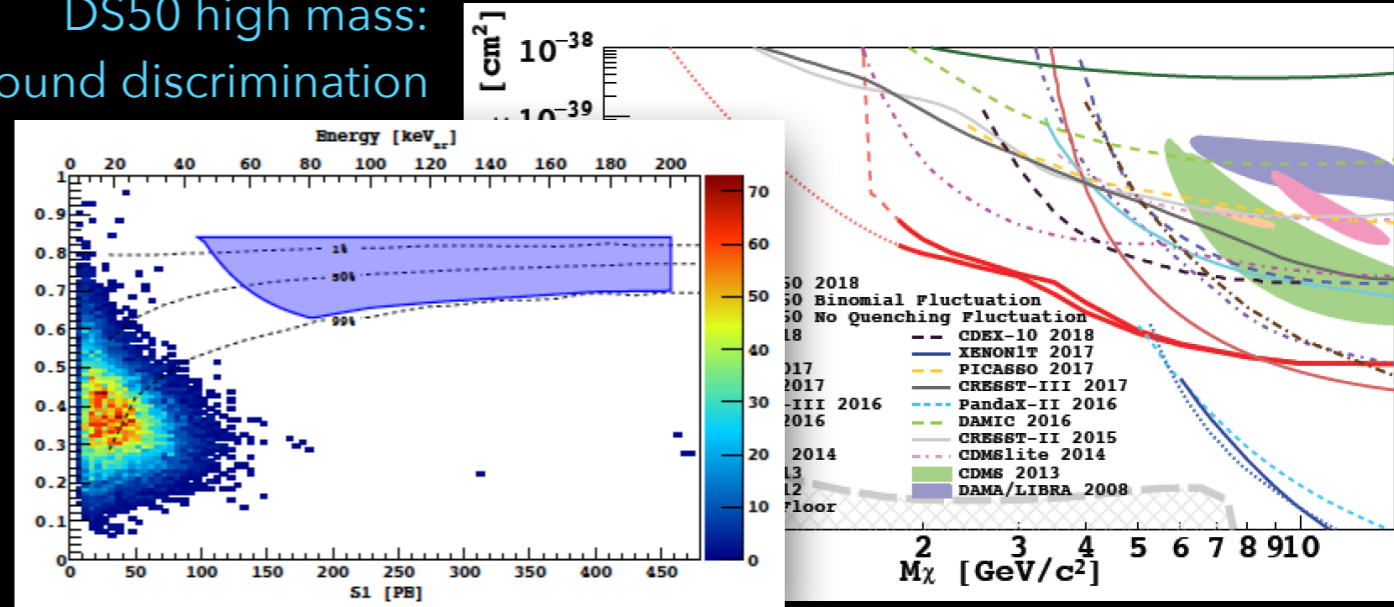 DS50 high mass:
ound discrimination
[cm²]
10⁻³⁸
10⁻³⁹
Energy [keVnr]
0 20 40 60 80 100 120 140 160 180 200
1
0.9
0.8
0.7
0.6
0.5
0.4
0.3
0.2
0.1
0
1%
50%
99%
70
60
50
40
30
20
10
0
0 50 100 150 200 250 300 350 400 450
S1 [PE]
50 2018
50 Binomial Fluctuation
50 No Quenching Fluctuation
18
017
2017
-III 2016
2016
2014
13
12
Floor
CDEX-10 2018
XENON1T 2017
PICASSO 2017
CRESST-III 2017
PandaX-II 2016
DAMIC 2016
CRESST-II 2015
CDMSlite 2014
CDMS 2013
DAMA/LIBRA 2008
2 3 4 5 6 7 8 910
Mχ [GeV/c²]